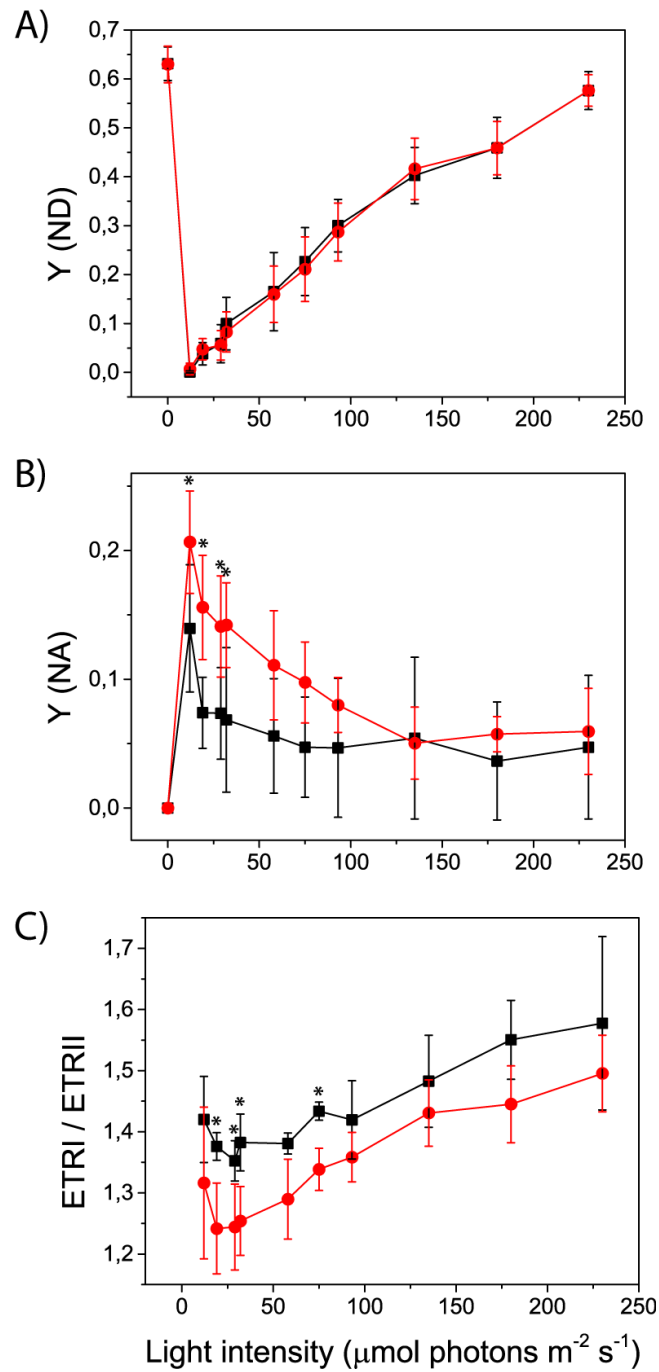 A)
0,7
0,6
0,5
0,4
0,3
0,2
0,1
0,0
Y (ND)
0 50 100 150 200 250
B)
*
*
* *
0,2
0,1
0,0
Y (NA)
0 50 100 150 200 250
C)
1,7
1,6
1,5
1,4
1,3
1,2
* * * *
ETRI / ETRII
0 50 100 150 200 250
Light intensity (μmol photons m⁻² s⁻¹)